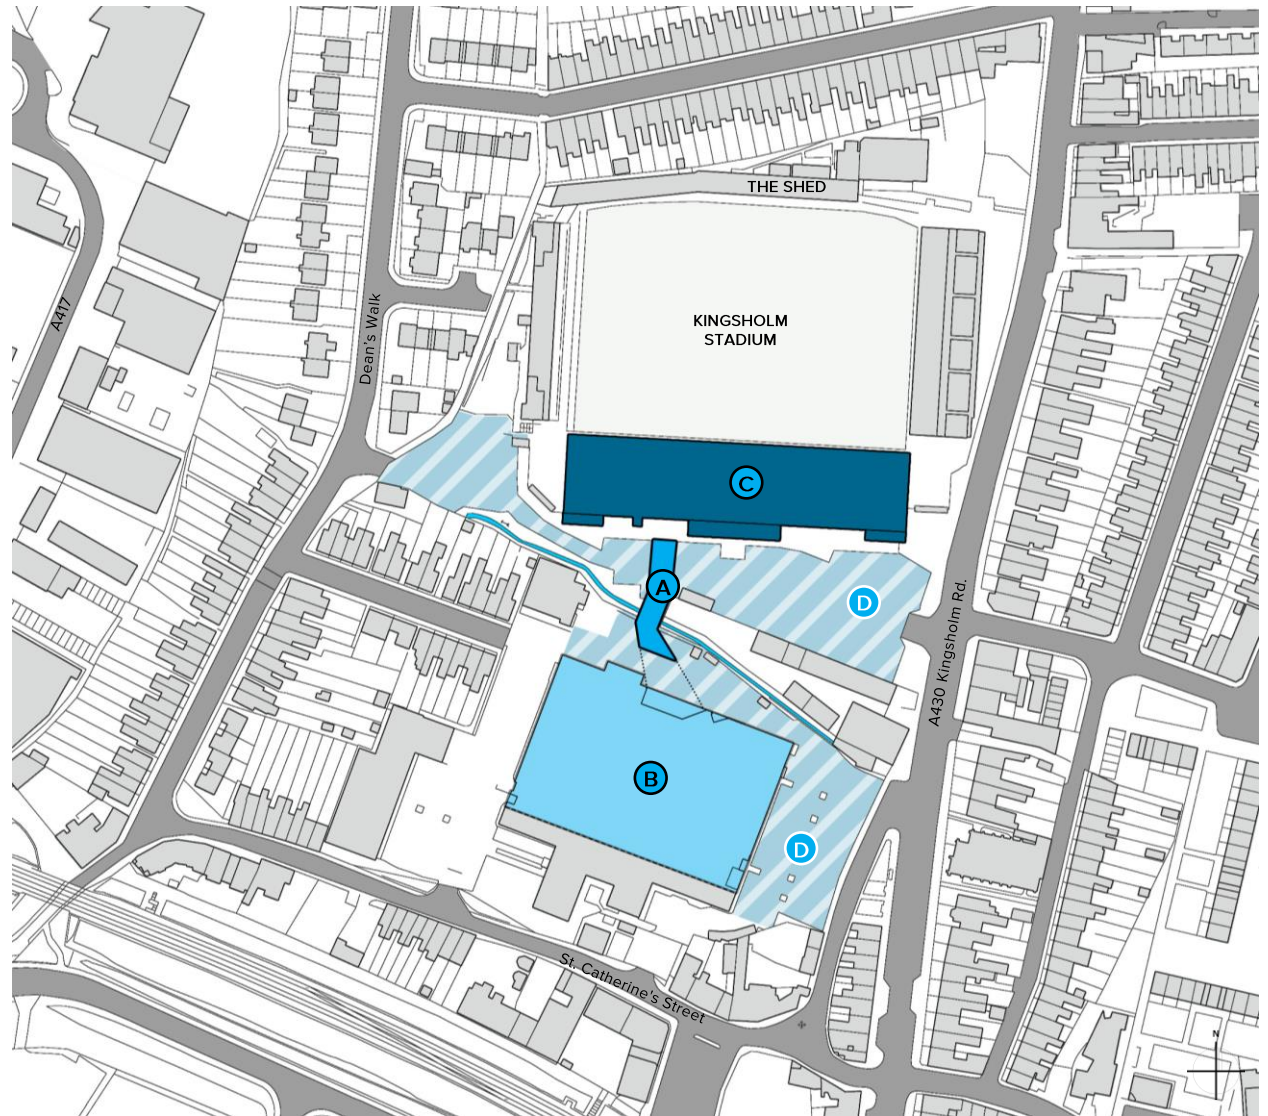 THE SHED
A417
Dean's Walk
KINGSHOLM
STADIUM
C
A
D
A430 Kingsholm Rd.
B
D
St. Catherine's Street
N